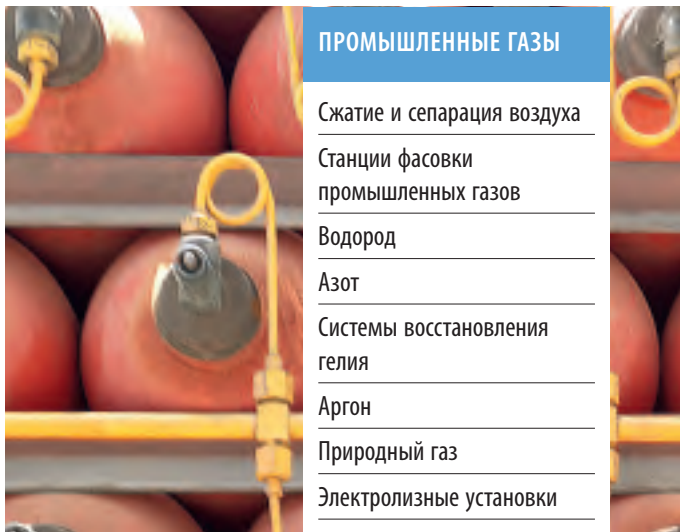 ПРОМЫШЛЕННЫЕ ГАЗЫ
Сжатие и сепарация воздуха
Станции фасовки
промышленных газов
Водород
Азот
Системы восстановления
гелия
Аргон
Природный газ
Электролизные установки